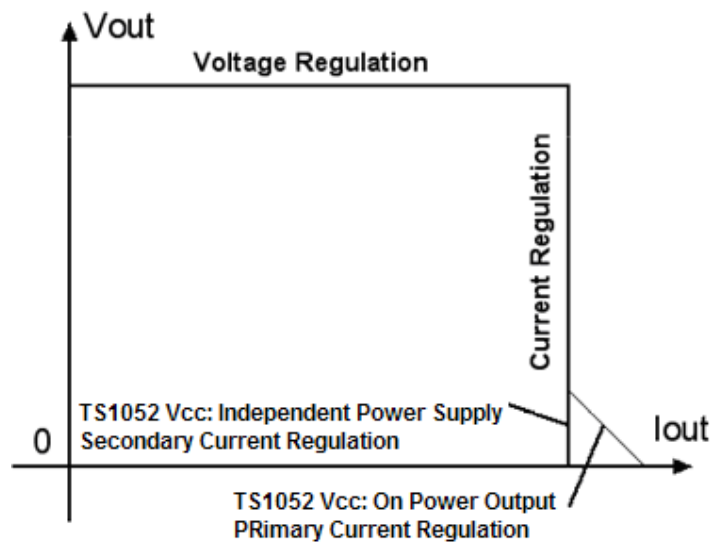 Vout
Voltage Regulation
Current Regulation
TS1052 Vcc: Independent Power Supply
Secondary Current Regulation
0
Iout
TS1052 Vcc: On Power Output
PRimary Current Regulation